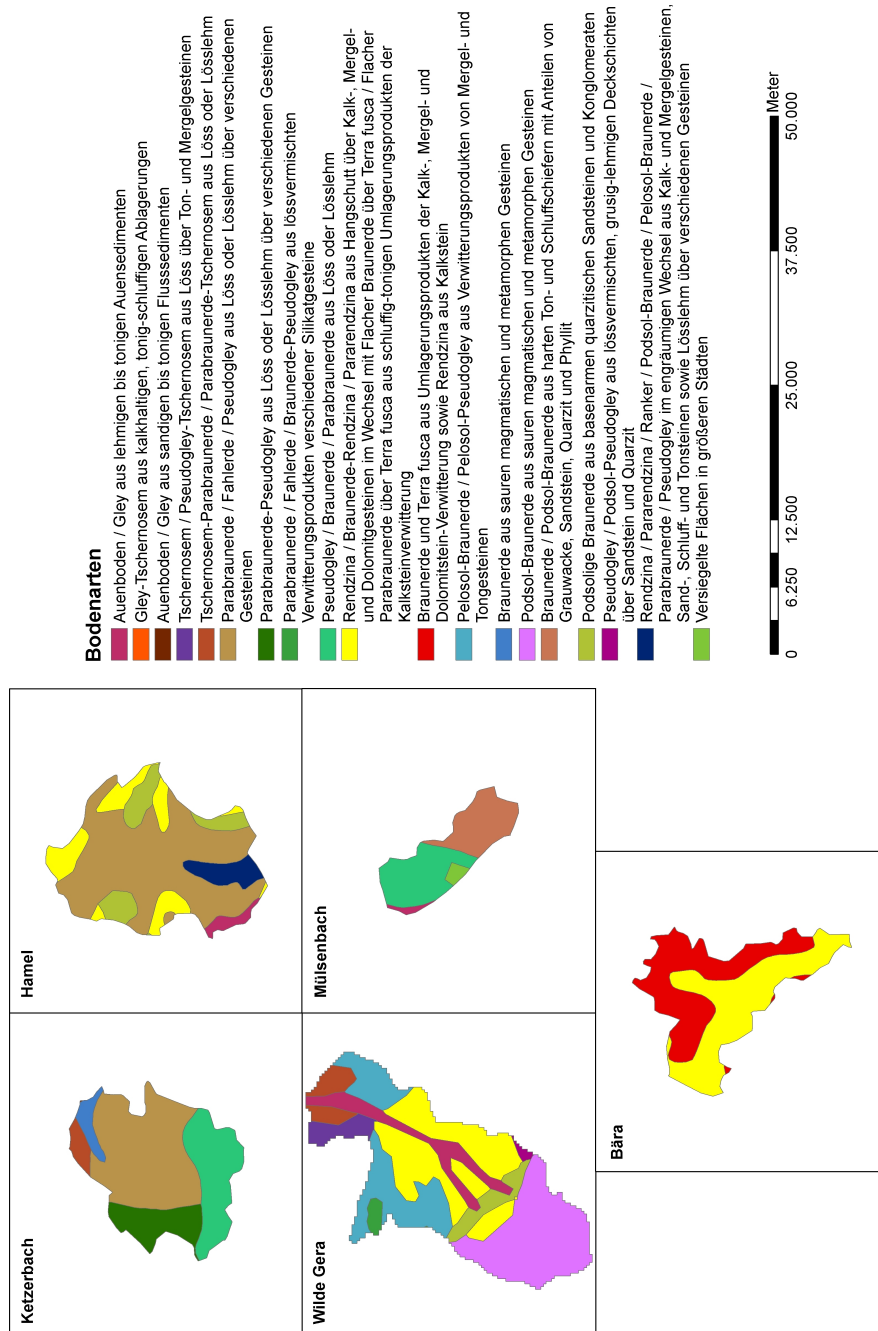 Ketzerbach
Hamel
Wilde Gera
Mülsenbach
Bära
Bodenarten
Auenboden / Gley aus lehmigen bis tonigen Auensedimenten
Gley-Tschernosem aus kalkhaltigen, tonig-schluffigen Ablagerungen
Auenboden / Gley aus sandigen bis tonigen Flusssedimenten
Tschernosem / Pseudogley-Tschernosem aus Löss über Ton- und Mergelgesteinen
Tschernosem-Parabraunerde / Parabraunerde-Tschernosem aus Löss oder Lösslehm
Parabraunerde / Fahlerde / Pseudogley aus Löss oder Lösslehm über verschiedenen
Gesteinen
Parabraunerde-Pseudogley aus Löss oder Lösslehm über verschiedenen Gesteinen
Parabraunerde / Fahlerde / Braunerde-Pseudogley aus lössvermischten
Verwitterungsprodukten verschiedener Silikatgesteine
Pseudogley / Braunerde / Parabraunerde aus Löss oder Lösslehm
Rendzina / Braunerde-Rendzina / Pararendzina aus Hangschutt über Kalk-, Mergel-
und Dolomitgesteinen im Wechsel mit Flacher Braunerde über Terra fusca / Flacher
Parabraunerde über Terra fusca aus schluffig-tonigen Umlagerungsprodukten der
Kalksteinverwitterung
Braunerde und Terra fusca aus Umlagerungsprodukten der Kalk-, Mergel- und
Dolomitstein-Verwitterung sowie Rendzina aus Kalkstein
Pelosol-Braunerde / Pelosol-Pseudogley aus Verwitterungsprodukten von Mergel- und
Tongesteinen
Braunerde aus sauren magmatischen und metamorphen Gesteinen
Podsol-Braunerde aus sauren magmatischen und metamorphen Gesteinen
Braunerde / Podsol-Braunerde aus harten Ton- und Schluffschiefern mit Anteilen von
Grauwacke, Sandstein, Quarzit und Phyllit
Podsolige Braunerde aus basenarmen quarzitischen Sandsteinen und Konglomeraten
Pseudogley / Podsol-Pseudogley aus lössvermischten, grusig-lehmigen Deckschichten
über Sandstein und Quarzit
Rendzina / Pararendzina / Ranker / Podsol-Braunerde / Pelosol-Braunerde /
Parabraunerde / Pseudogley im engräumigen Wechsel aus Kalk- und Mergelgesteinen,
Sand-, Schluff- und Tonsteinen sowie Lösslehm über verschiedenen Gesteinen
Versiegelte Flächen in größeren Städten
0 6.250 12.500 25.000 37.500 50.000
Meter